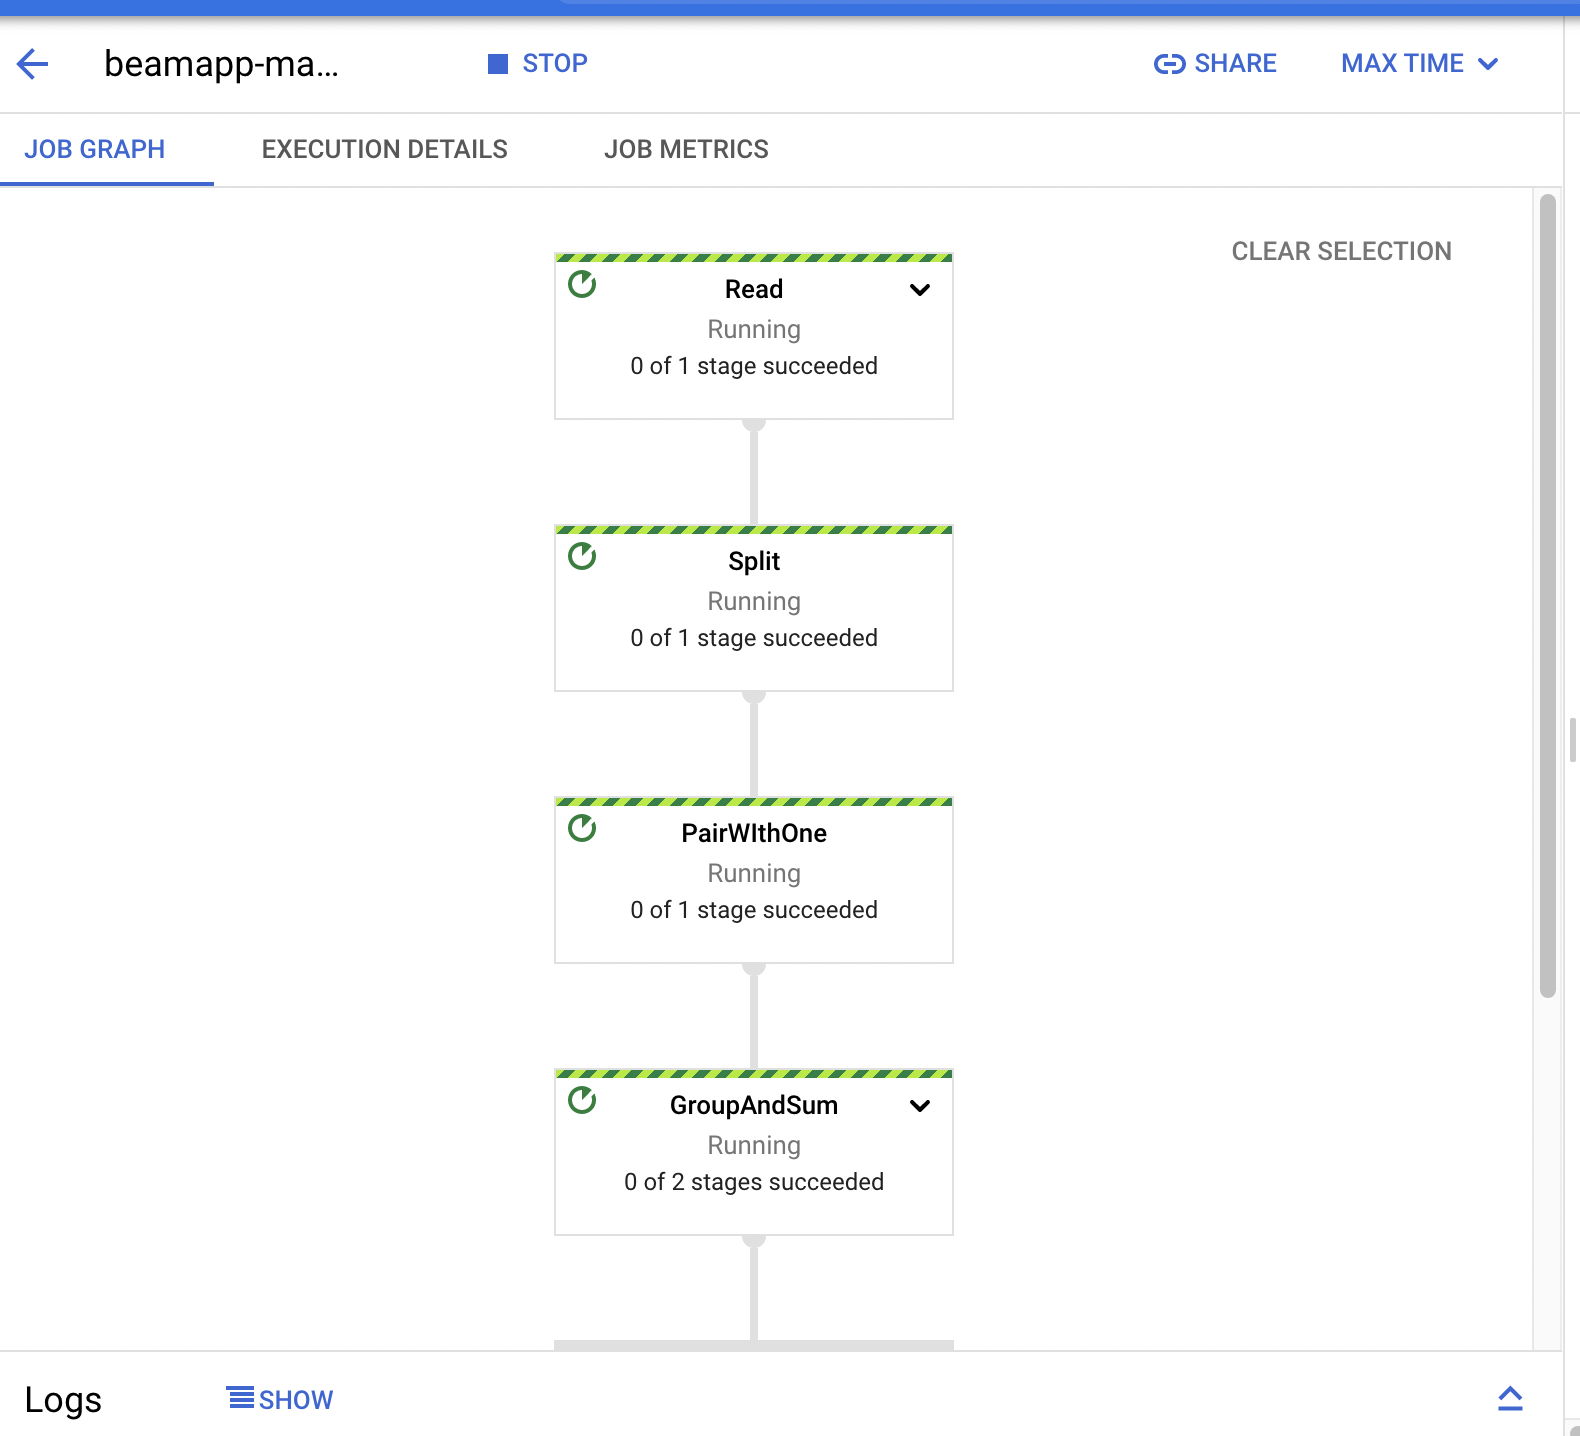 beamapp-ma...
STOP
SHARE
MAX TIME
JOB GRAPH
EXECUTION DETAILS
JOB METRICS
CLEAR SELECTION
Read
Running
0 of 1 stage succeeded
Split
Running
0 of 1 stage succeeded
PairWIthOne
Running
0 of 1 stage succeeded
GroupAndSum
Running
0 of 2 stages succeeded
Logs
SHOW